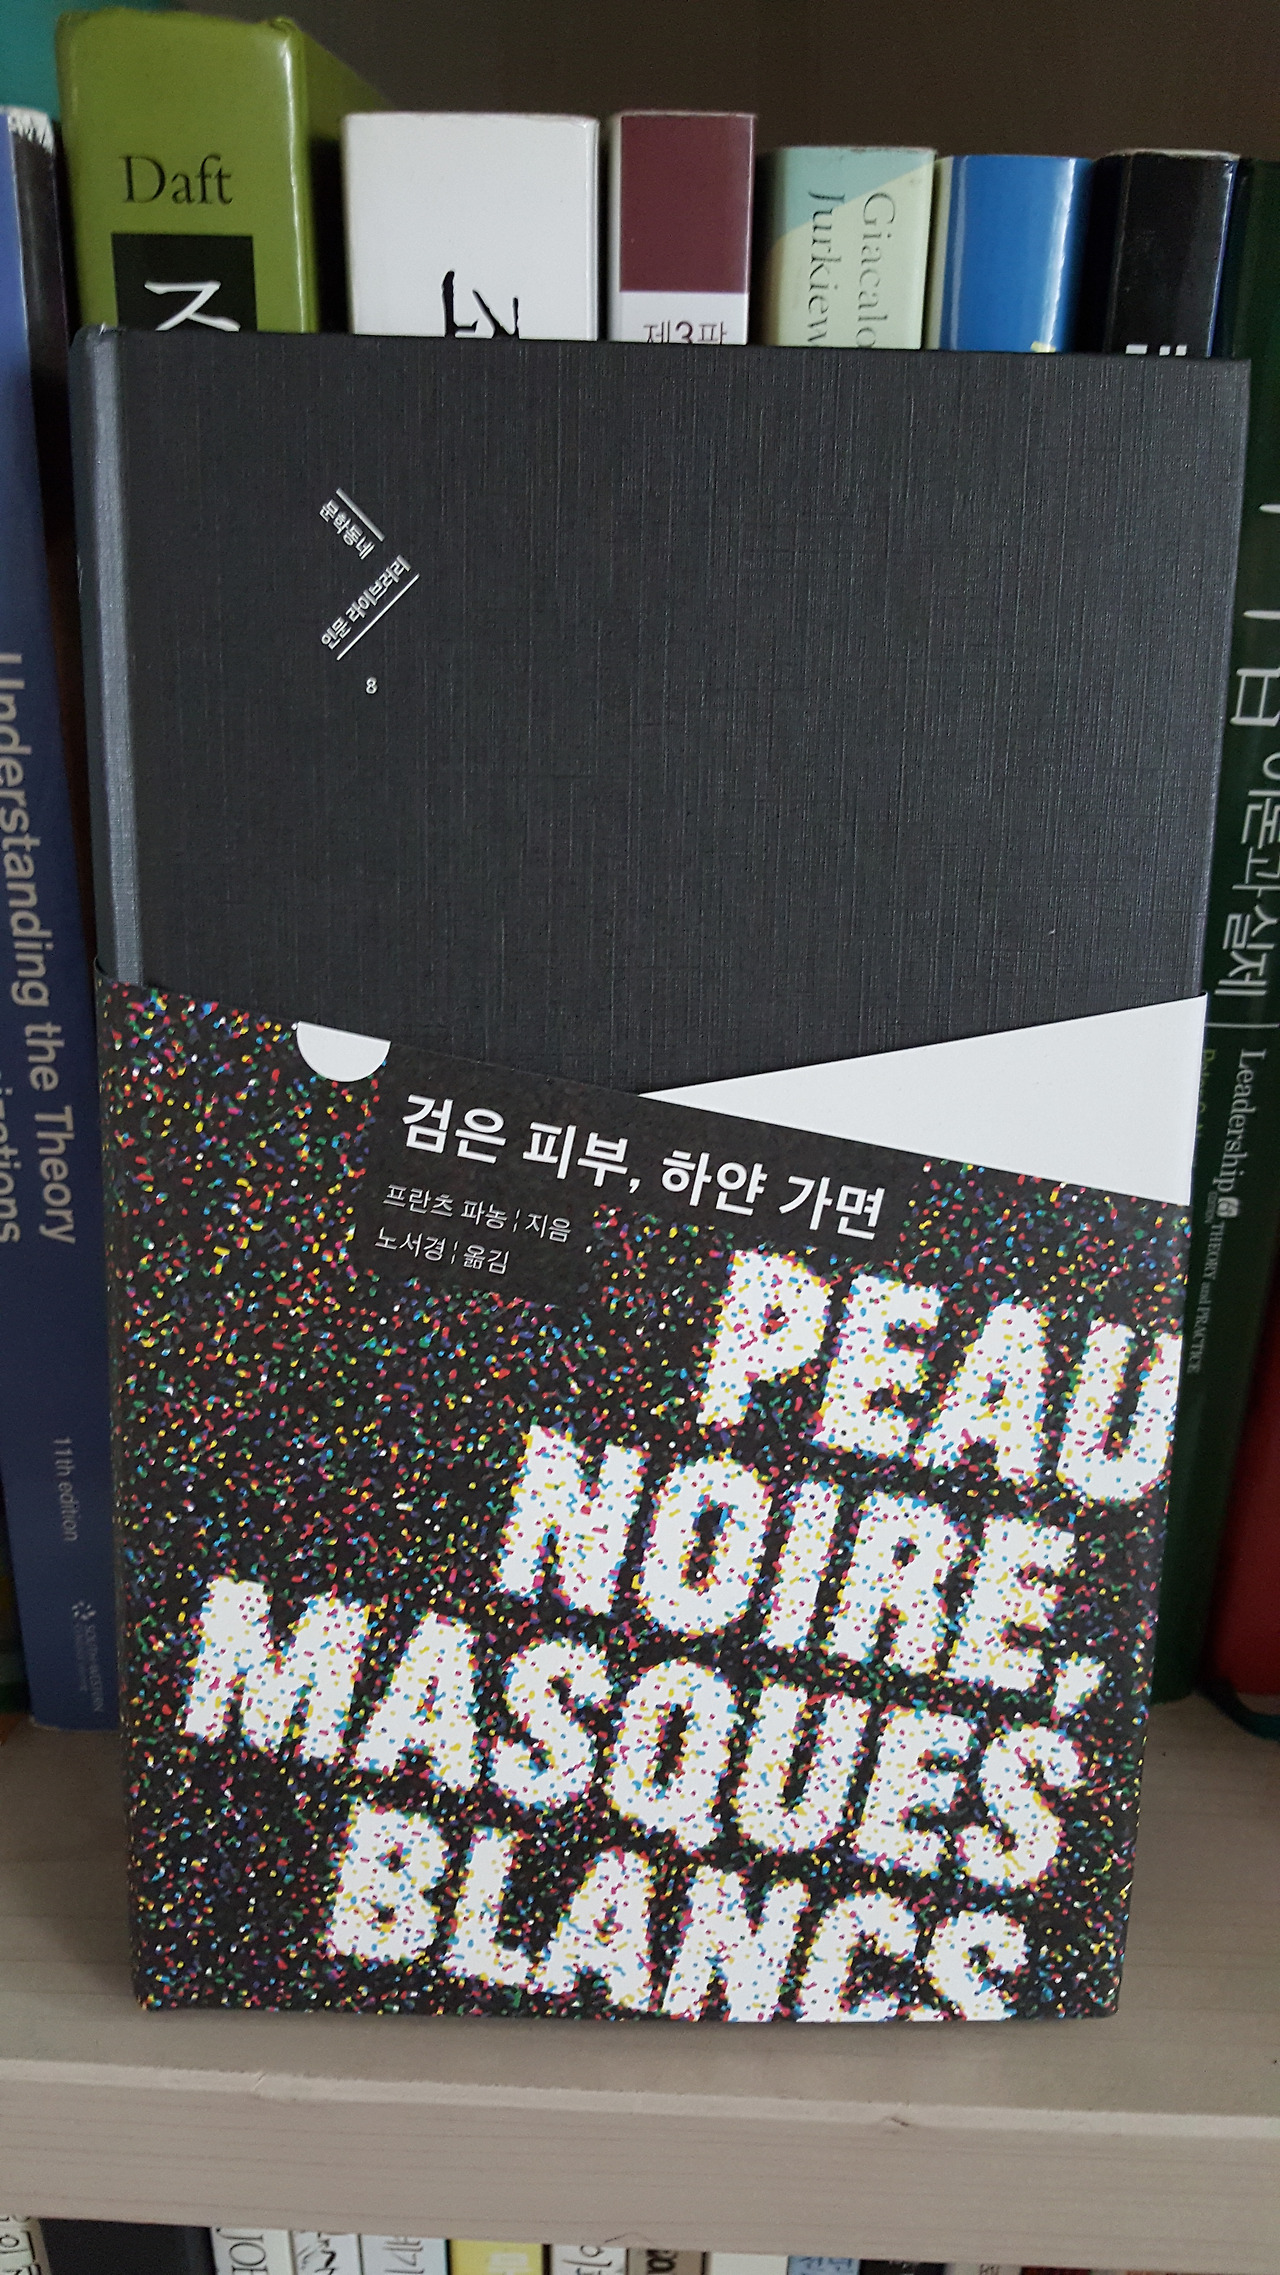 Daft
제3판
Giacalo
Jurkiew
문학동네
인문 라이브러리
8
검은 피부, 하얀 가면
프란츠 파농 ¦ 지음
노서경 ¦ 옮김
PEAU
NOIRE,
MASQUES
BLANCS
Understanding the Theory
11th edition
SOUTH-WESTERN
이론과 실제
Leadership
THEORY and PRACTICE